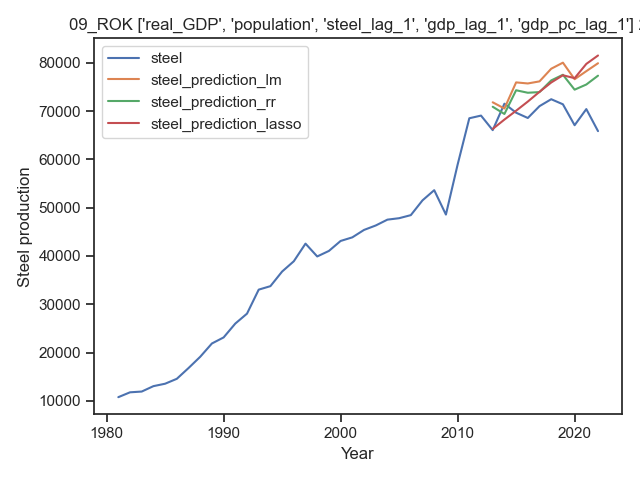 09_ROK ['real_GDP', 'population', 'steel_lag_1', 'gdp_lag_1', 'gdp_pc_lag_1']
steel
steel_prediction_lm
steel_prediction_rr
steel_prediction_lasso
80000
70000
60000
50000
40000
30000
20000
10000
Steel production
1980
1990
2000
2010
2020
Year